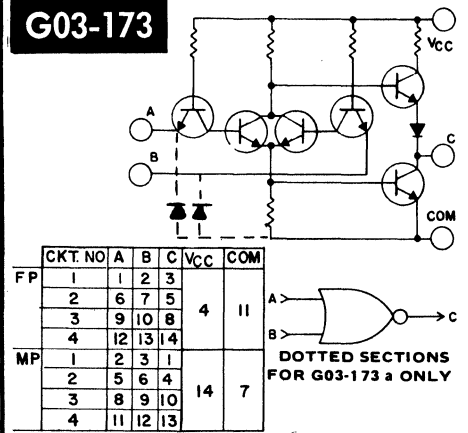 G03-173
VCC
A
B
C
COM
CKT. NO A B C VCC COM
FP 1 1 2 3 4 11
2 6 7 5
3 9 10 8
4 12 13 14
MP 1 2 3 1 14 7
2 5 6 4
3 8 9 10
4 11 12 13
A
B
C
DOTTED SECTIONS
FOR G03-173 a ONLY